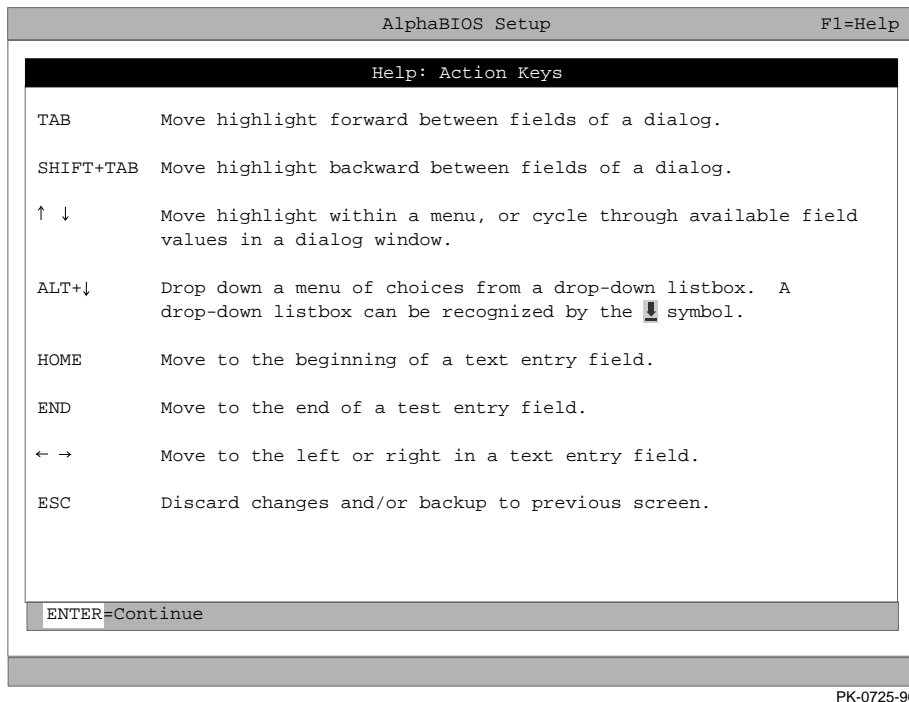 AlphaBIOS Setup F1=Help
Help: Action Keys
TAB Move highlight forward between fields of a dialog.
SHIFT+TAB Move highlight backward between fields of a dialog.
↑ ↓ Move highlight within a menu, or cycle through available field
values in a dialog window.
ALT+↓ Drop down a menu of choices from a drop-down listbox. A
drop-down listbox can be recognized by the ⬇ symbol.
HOME Move to the beginning of a text entry field.
END Move to the end of a test entry field.
← → Move to the left or right in a text entry field.
ESC Discard changes and/or backup to previous screen.
ENTER=Continue
PK-0725-9